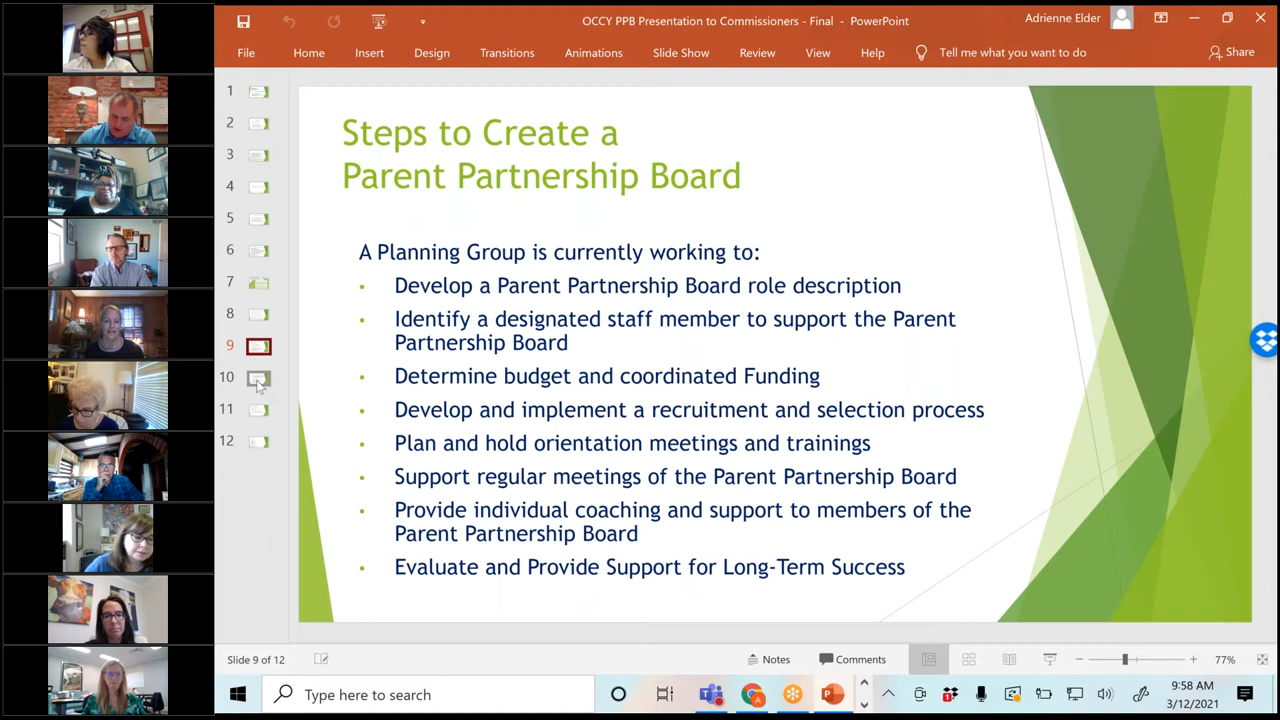 OCCY PPB Presentation to Commissioners - Final - PowerPoint
Adrienne Elder
File Home Insert Design Transitions Animations Slide Show Review View Help Tell me what you want to do Share
1
2
3
4
5
6
7
8
9
10
11
12
Steps to Create a
Parent Partnership Board
A Planning Group is currently working to:
• Develop a Parent Partnership Board role description
• Identify a designated staff member to support the Parent
Partnership Board
• Determine budget and coordinated Funding
• Develop and implement a recruitment and selection process
• Plan and hold orientation meetings and trainings
• Support regular meetings of the Parent Partnership Board
• Provide individual coaching and support to members of the
Parent Partnership Board
• Evaluate and Provide Support for Long-Term Success
Slide 9 of 12 Notes Comments 77%
Type here to search
9:58 AM
3/12/2021